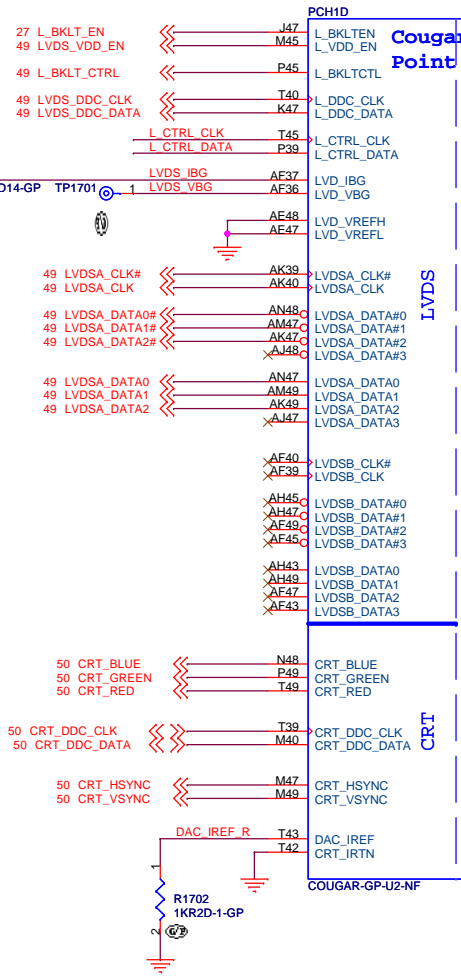 PCH1D
27 L_BKLT_EN J47 L_BKLTEN
49 LVDS_VDD_EN M45 L_VDD_EN
Cougar
Point
49 L_BKLT_CTRL P45 L_BKLTCTL
49 LVDS_DDC_CLK T40 L_DDC_CLK
49 LVDS_DDC_DATA K47 L_DDC_DATA
L_CTRL_CLK T45 L_CTRL_CLK
L_CTRL_DATA P39 L_CTRL_DATA
LVDS_IBG AF37 LVD_IBG
D14-GP TP1701 1 LVDS_VBG AF36 LVD_VBG
AE48 LVD_VREFH
AE47 LVD_VREFL
49 LVDSA_CLK# AK39 LVDSA_CLK#
49 LVDSA_CLK AK40 LVDSA_CLK
LVDS
49 LVDSA_DATA0# AN48 LVDSA_DATA#0
49 LVDSA_DATA1# AM47 LVDSA_DATA#1
49 LVDSA_DATA2# AK47 LVDSA_DATA#2
AJ48 LVDSA_DATA#3
49 LVDSA_DATA0 AN47 LVDSA_DATA0
49 LVDSA_DATA1 AM49 LVDSA_DATA1
49 LVDSA_DATA2 AK49 LVDSA_DATA2
AJ47 LVDSA_DATA3
AF40 LVDSB_CLK#
AF39 LVDSB_CLK
AH45 LVDSB_DATA#0
AH47 LVDSB_DATA#1
AF49 LVDSB_DATA#2
AF45 LVDSB_DATA#3
AH43 LVDSB_DATA0
AH49 LVDSB_DATA1
AF47 LVDSB_DATA2
AF43 LVDSB_DATA3
50 CRT_BLUE N48 CRT_BLUE
50 CRT_GREEN P49 CRT_GREEN
50 CRT_RED T49 CRT_RED
CRT
50 CRT_DDC_CLK T39 CRT_DDC_CLK
50 CRT_DDC_DATA M40 CRT_DDC_DATA
50 CRT_HSYNC M47 CRT_HSYNC
50 CRT_VSYNC M49 CRT_VSYNC
DAC_IREF_R T43 DAC_IREF
T42 CRT_IRTN
1
COUGAR-GP-U2-NF
R1702
1KR2D-1-GP
2